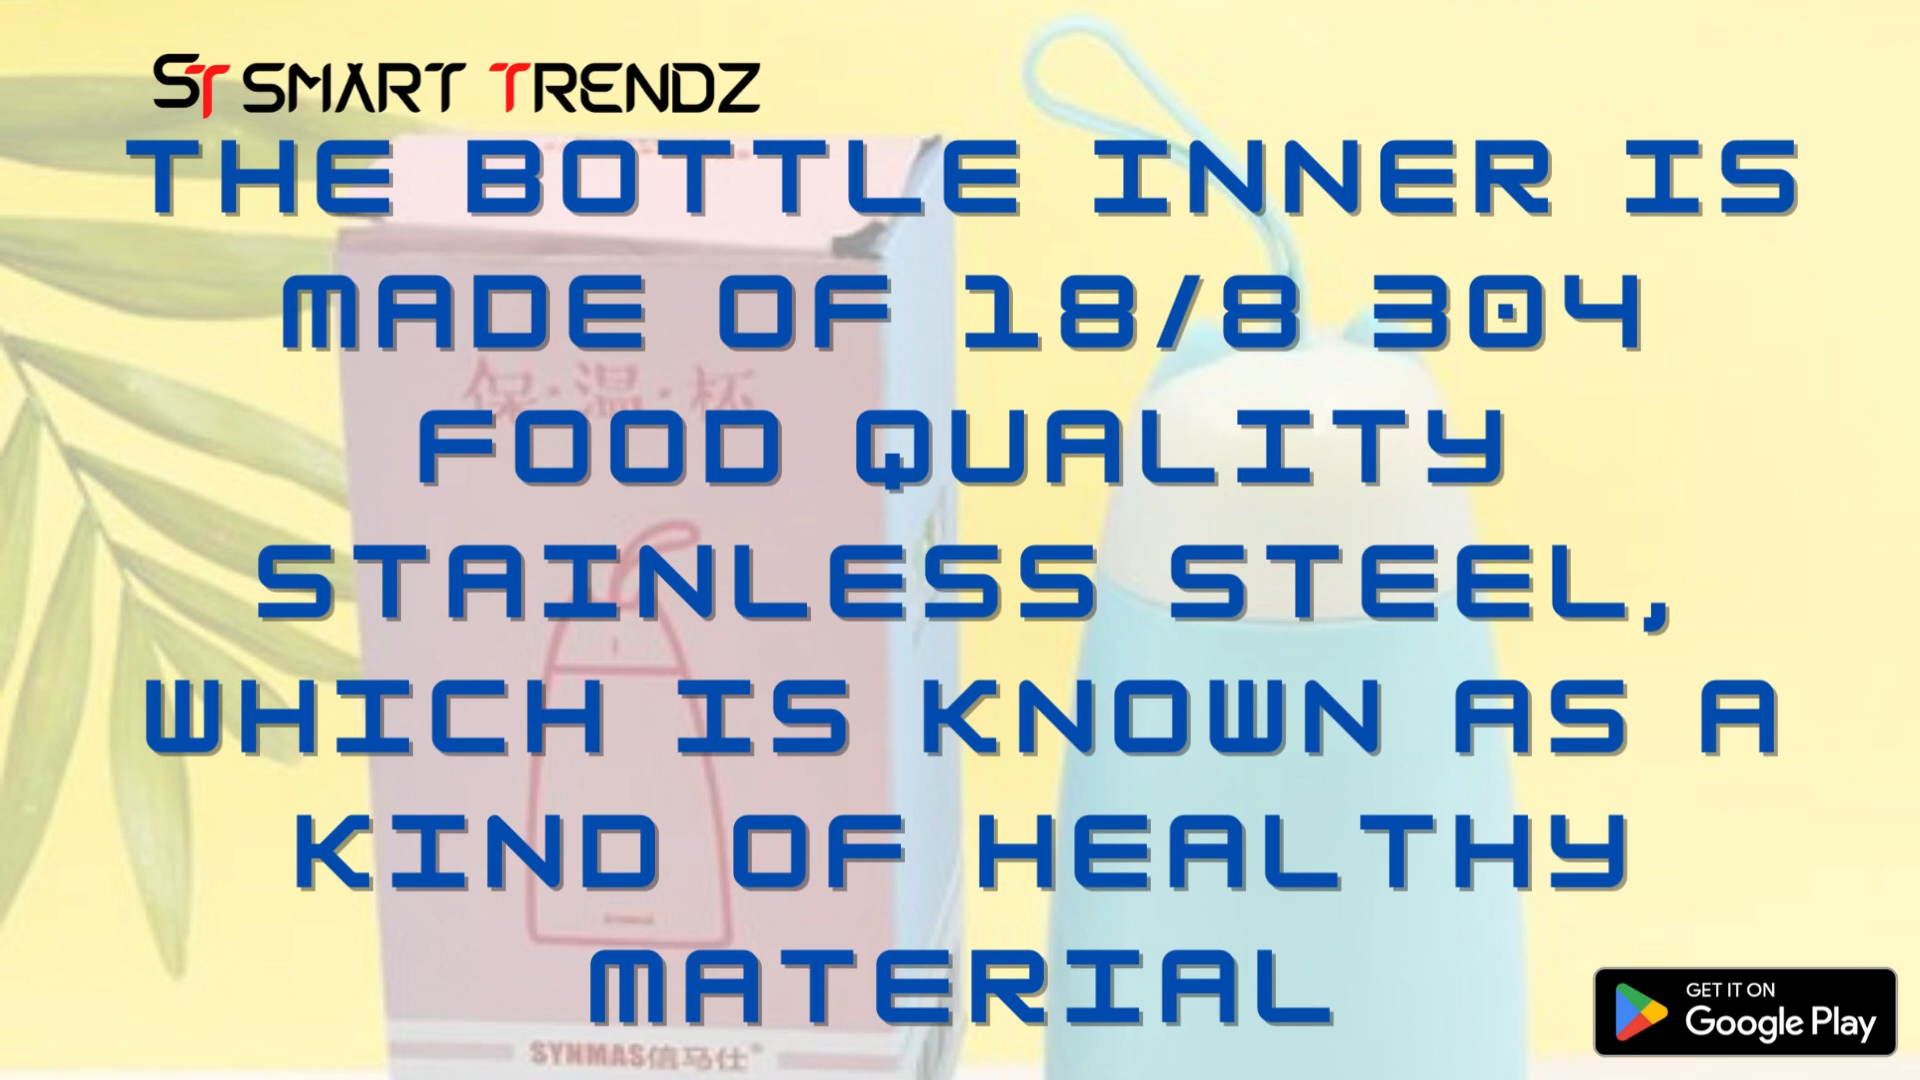 ST SMART TRENDZ
THE BOTTLE INNER IS
MADE OF 18/8 304
保·温·杯
FOOD QUALITY
STAINLESS STEEL,
WHICH IS KNOWN AS A
KIND OF HEALTHY
MATERIAL
SYNMAS信马仕
GET IT ON
Google Play